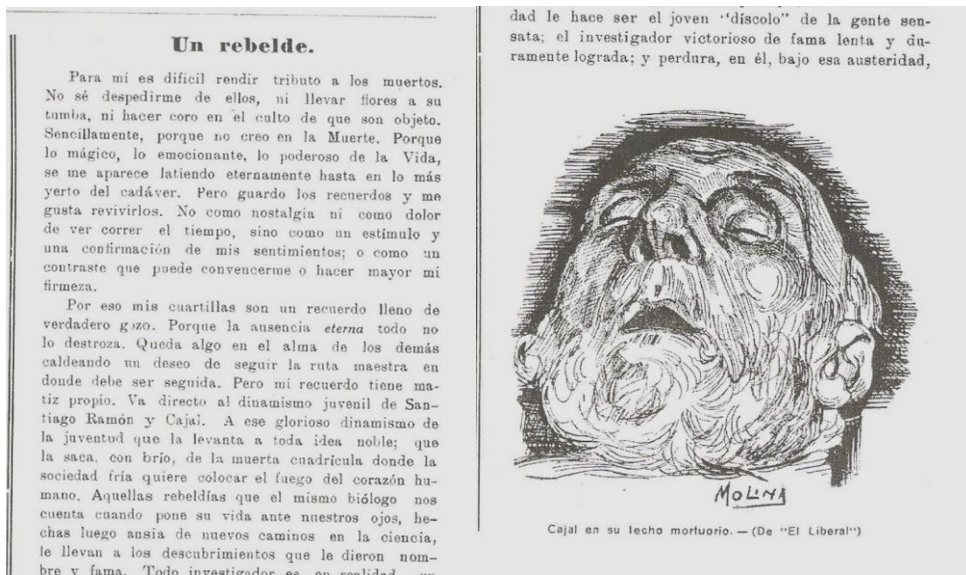 Un rebelde.
Para mí es difícil rendir tributo a los muertos.
No sé despedirme de ellos, ni llevar flores a su
tumba, ni hacer coro en el culto de que son objeto.
Sencillamente, porque no creo en la Muerte. Porque
lo mágico, lo emocionante, lo poderoso de la Vida,
se me aparece latiendo eternamente hasta en lo más
yerto del cadáver. Pero guardo los recuerdos y me
gusta revivirlos. No como nostalgia ni como dolor
de ver correr el tiempo, sino como un estímulo y
una confirmación de mis sentimientos; o como un
contraste que puede convencerme o hacer mayor mi
firmeza.
Por eso mis cuartillas son un recuerdo lleno de
verdadero gozo. Porque la ausencia eterna todo no
lo destroza. Queda algo en el alma de los demás
caldeando un deseo de seguir la ruta maestra en
donde debe ser seguida. Pero mi recuerdo tiene ma-
tiz propio. Va directo al dinamismo juvenil de San-
tiago Ramón y Cajal. A ese glorioso dinamismo de
la juventud que la levanta a toda idea noble; que
la saca, con brío, de la muerta cuadrícula donde la
sociedad fría quiere colocar el fuego del corazón hu-
mano. Aquellas rebeldías que el mismo biólogo nos
cuenta cuando pone su vida ante nuestros ojos, he-
chas luego ansia de nuevos caminos en la ciencia,
le llevan a los descubrimientos que le dieron nom-
bre y fama. Todo investigador es, en realidad, un
dad le hace ser el joven "díscolo" de la gente sen-
sata; el investigador victorioso de fama lenta y du-
ramente lograda; y perdura, en él, bajo esa austeridad,
MOLINA
Cajal en su lecho mortuorio. — (De "El Liberal")